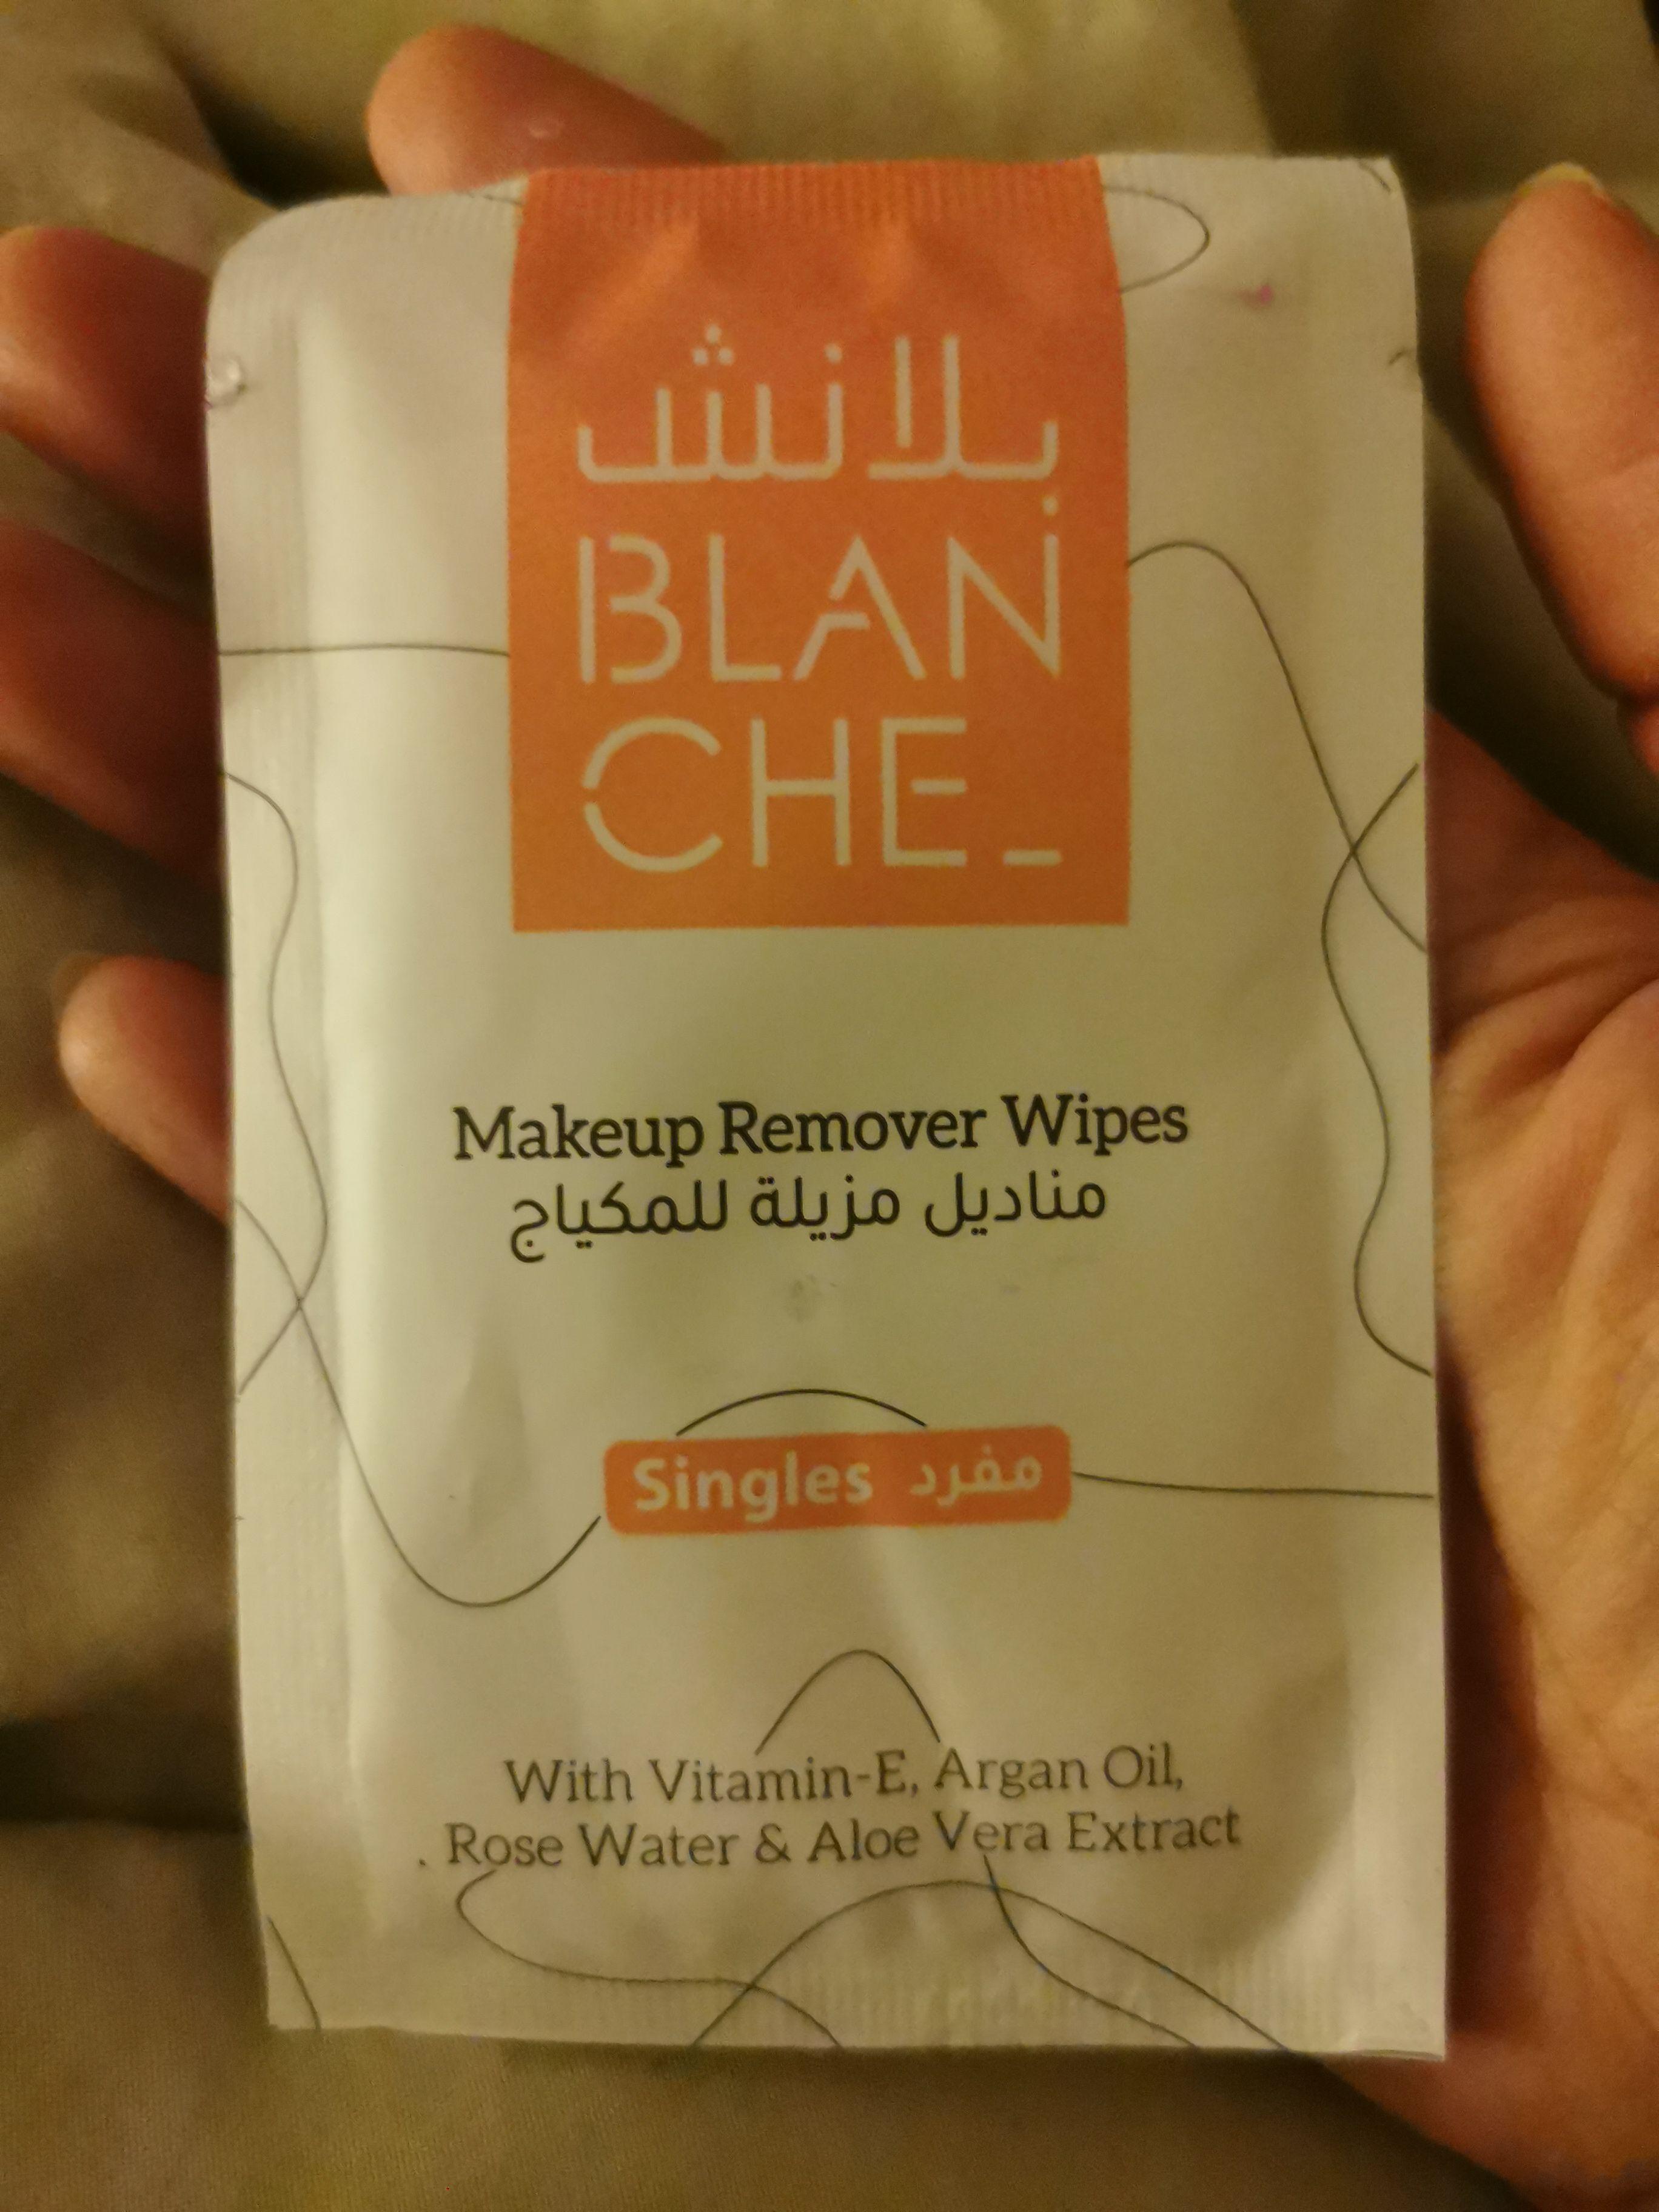 بلانش
BLAN
CHE_
Makeup Remover Wipes
مناديل مزيلة للمكياج
Singles مفرد
With Vitamin-E, Argan Oil,
. Rose Water & Aloe Vera Extract